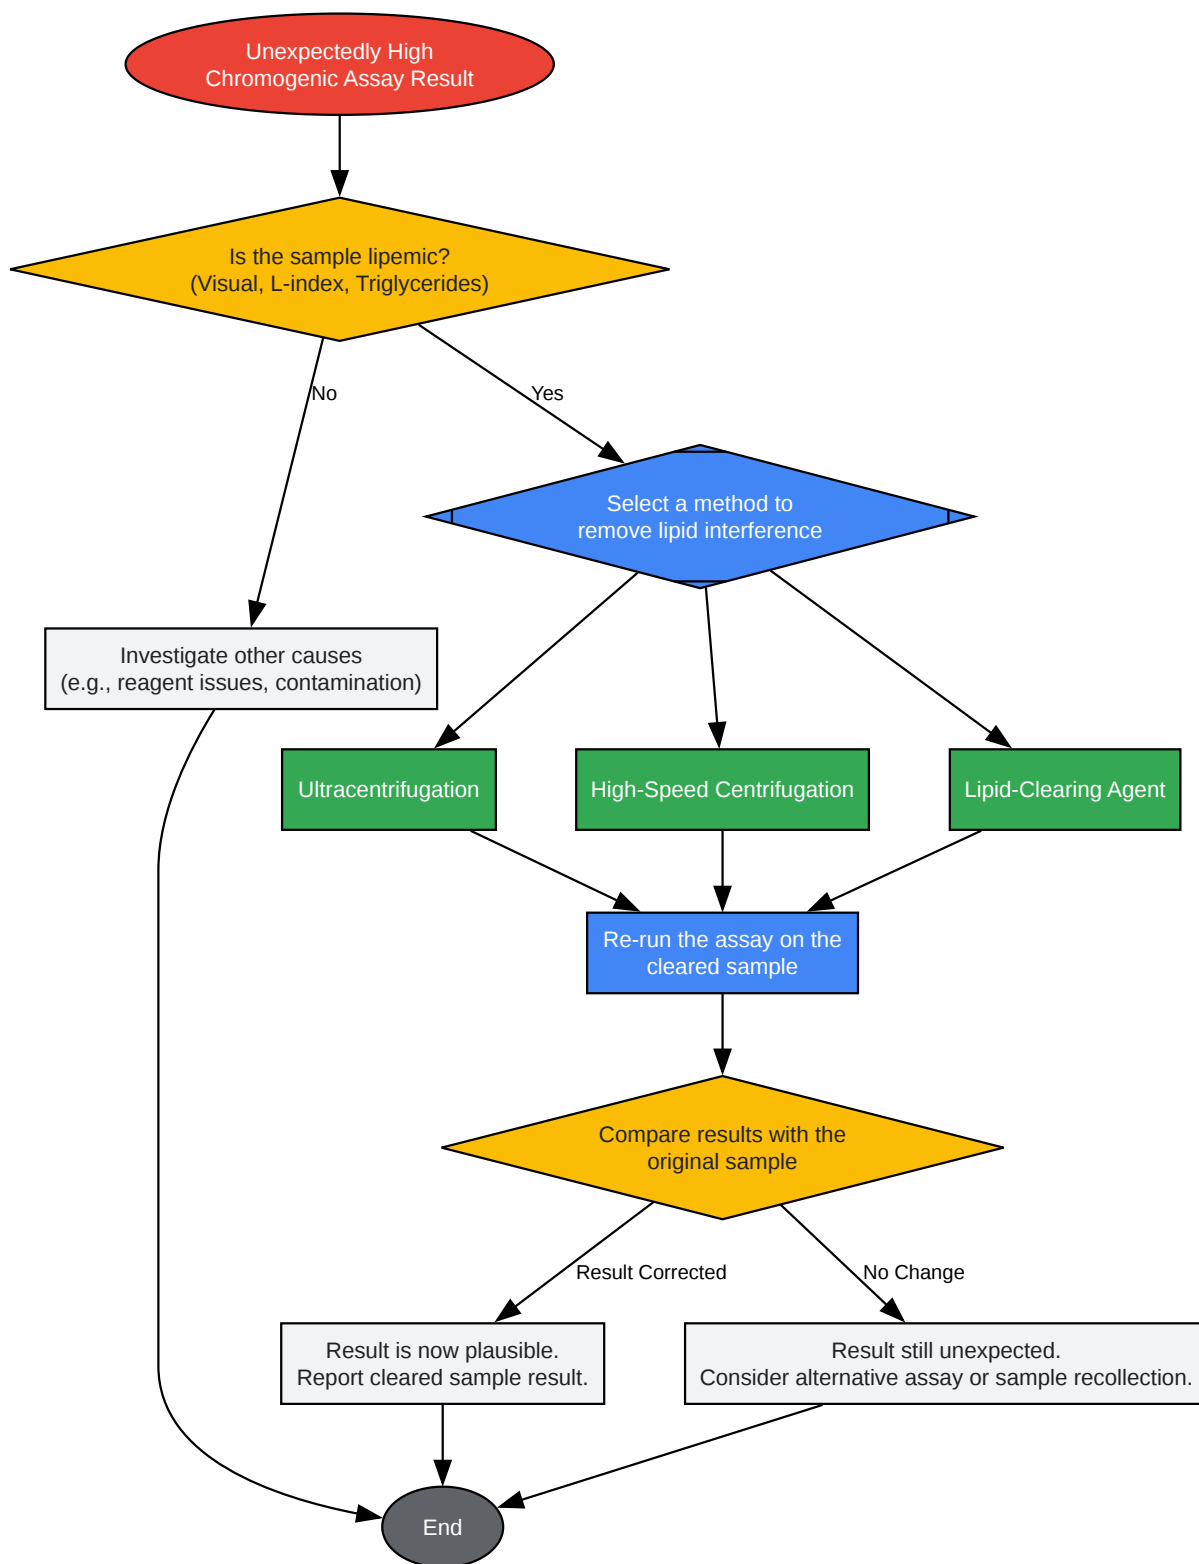 Unexpectedly High
Chromogenic Assay Result
Is the sample lipemic?
(Visual, L-index, Triglycerides)
No
Yes
Select a method to
remove lipid interference
Investigate other causes
(e.g., reagent issues, contamination)
Ultracentrifugation
High-Speed Centrifugation
Lipid-Clearing Agent
Re-run the assay on the
cleared sample
Compare results with the
original sample
Result Corrected
No Change
Result is now plausible.
Report cleared sample result.
Result still unexpected.
Consider alternative assay or sample recollection.
End